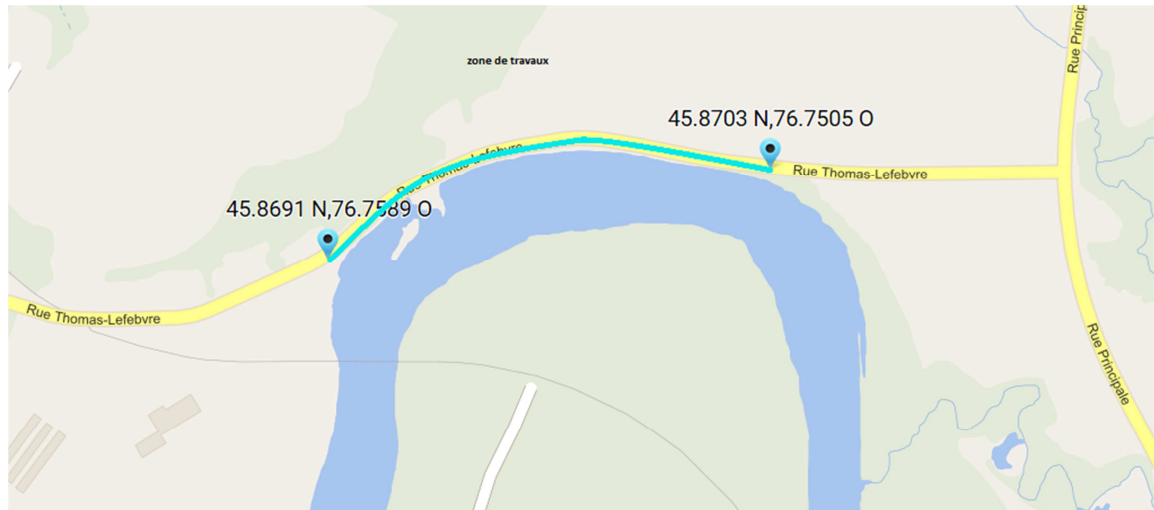 zone de travaux
Rue Princip
45.8703 N,76.7505 O
Rue Thomas-Lefebvre
Rue Thomas-Lefebvre
45.8691 N,76.7589 O
Rue Thomas-Lefebvre
Rue Principale